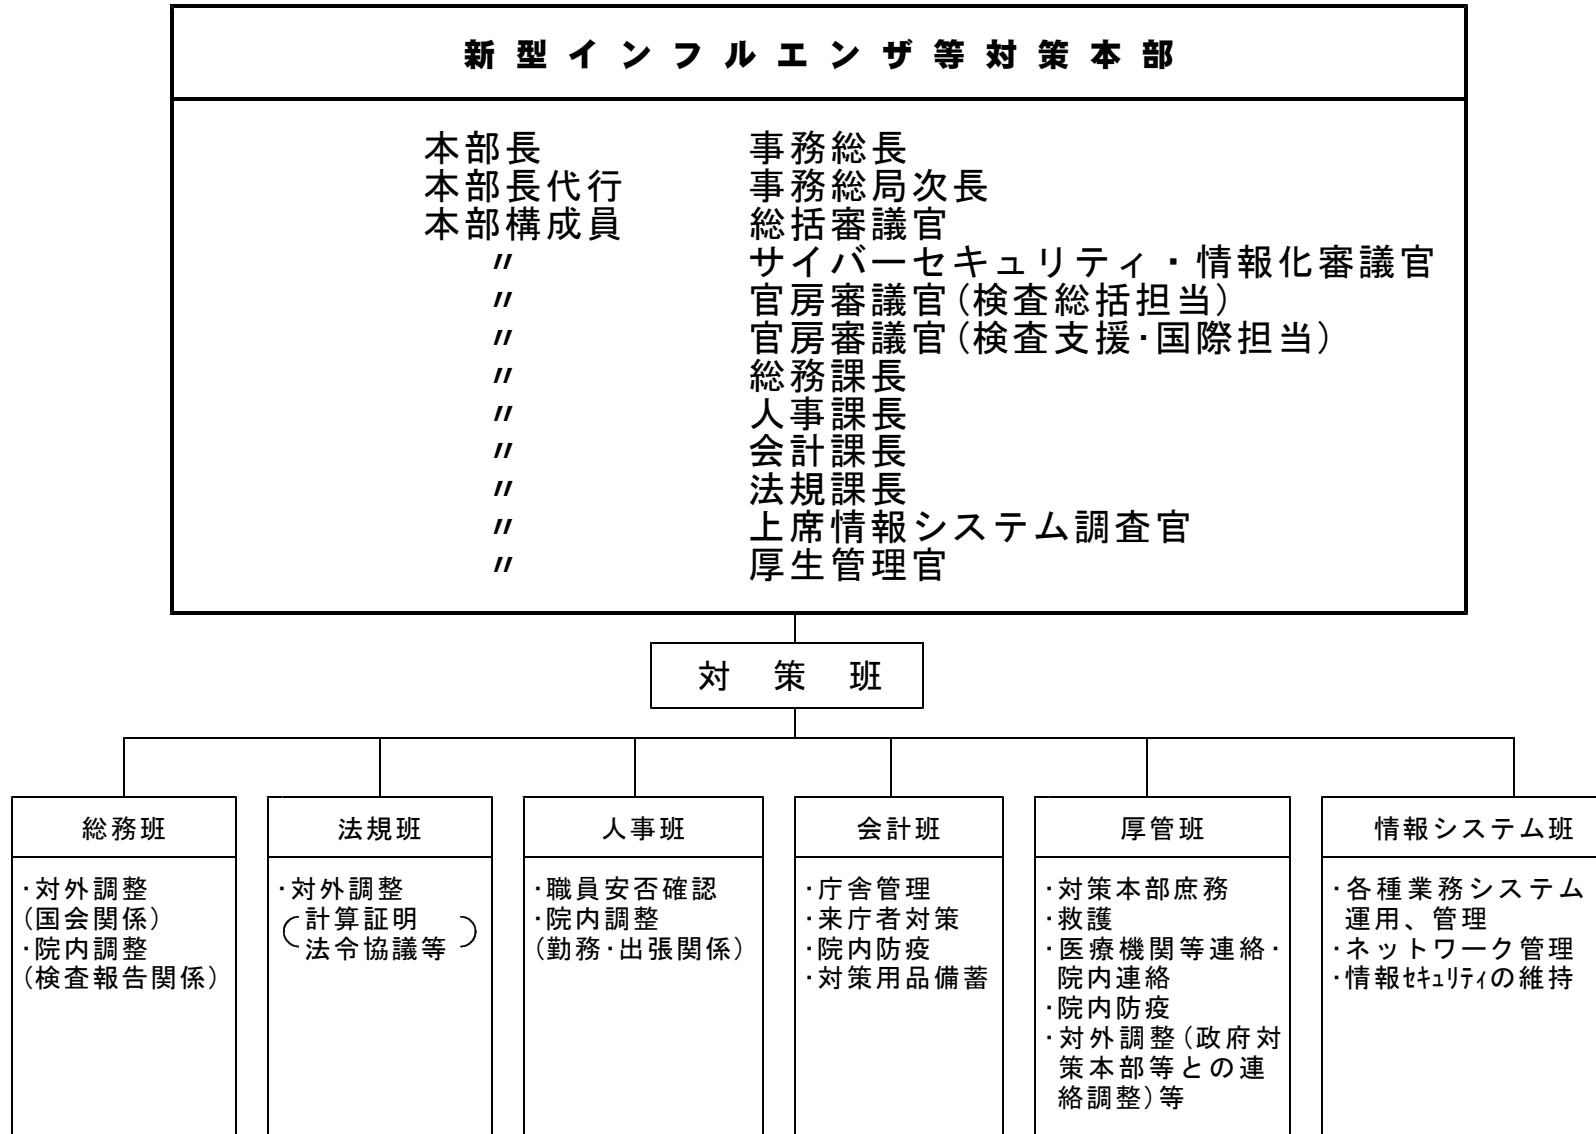 新型インフルエンザ等対策本部
本部長 事務総長
本部長代行 事務総局次長
本部構成員 総括審議官
〃 サイバーセキュリティ・情報化審議官
〃 官房審議官(検査総括担当)
〃 官房審議官(検査支援・国際担当)
〃 総務課長
〃 人事課長
〃 会計課長
〃 法規課長
〃 上席情報システム調査官
〃 厚生管理官
対策班
総務班
・対外調整
(国会関係)
・院内調整
(検査報告関係)
法規班
・対外調整
(計算証明
法令協議等)
人事班
・職員安否確認
・院内調整
(勤務・出張関係)
会計班
・庁舎管理
・来庁者対策
・院内防疫
・対策用品備蓄
厚管班
・対策本部庶務
・救護
・医療機関等連絡・
院内連絡
・院内防疫
・対外調整(政府対
策本部等との連
絡調整)等
情報システム班
・各種業務システム
運用、管理
・ネットワーク管理
・情報ｾｷｭﾘﾃｨの維持